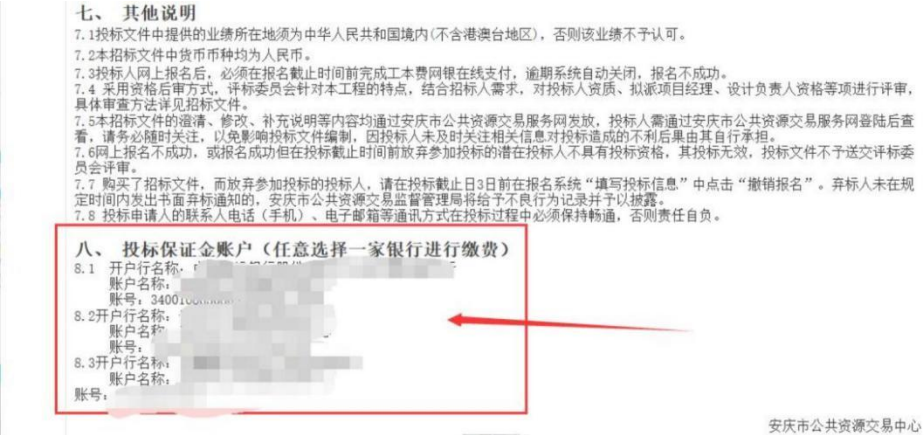 七、 其他说明
7.1投标文件中提供的业绩所在地须为中华人民共和国境内(不含港澳台地区)，否则该业绩不予认可。
7.2本招标文件中货币币种均为人民币。
7.3投标人网上报名后，必须在报名截止时间前完成工本费网银在线支付，逾期系统自动关闭，报名不成功。
7.4 采用资格后审方式，评标委员会针对本工程的特点，结合招标人需求，对投标人资质、拟派项目经理、设计负责人资格等项进行评审，
具体审查方法详见招标文件。
7.5本招标文件的澄清、修改、补充说明等内容均通过安庆市公共资源交易服务网发放，投标人需通过安庆市公共资源交易服务网登陆后查
看，请务必随时关注，以免影响投标文件编制，因投标人未及时关注相关信息对投标造成的不利后果由其自行承担。
7.6网上报名不成功，或报名成功但在投标截止时间前放弃参加投标的潜在投标人不具有投标资格，其投标无效，投标文件不予送交评标委
员会评审。
7.7 购买了招标文件，而放弃参加投标的投标人，请在投标截止日3日前在报名系统“填写投标信息”中点击“撤销报名”。弃标人未在规
定时间内发出书面弃标通知的，安庆市公共资源交易监督管理局将给予不良行为记录并予以披露。
7.8 投标申请人的联系人电话（手机）、电子邮箱等通讯方式在投标过程中必须保持畅通，否则责任自负。
八、 投标保证金账户（任意选择一家银行进行缴费）
8.1 开户行名称：
账户名称：
账号：34001
8.2开户行名称：
账户名称
账号：
8.3开户行名称：
账户名称：
账号：
安庆市公共资源交易中心